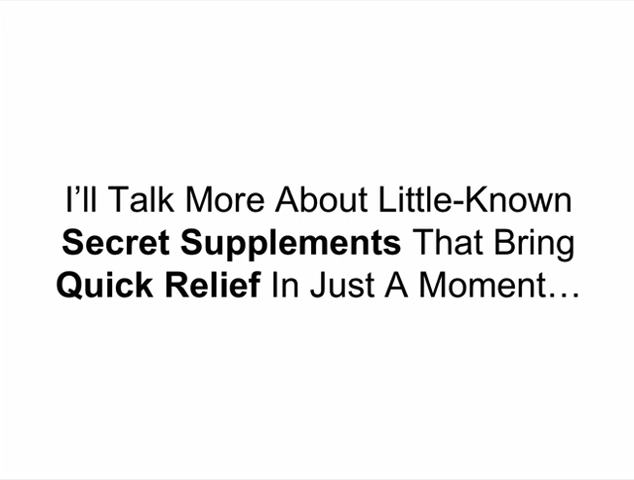 I’ll Talk More About Little-Known
Secret Supplements That Bring
Quick Relief In Just A Moment…